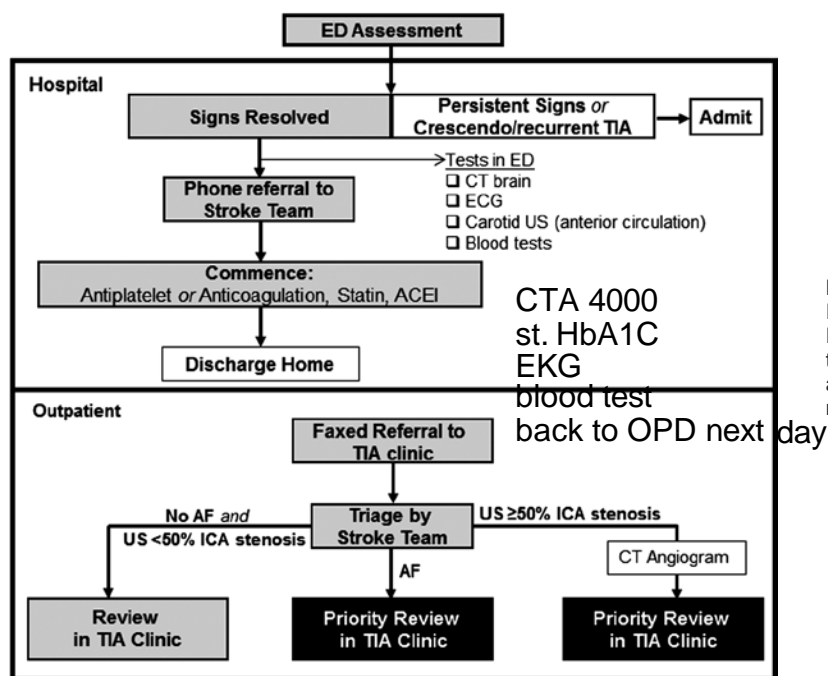 ED Assessment
Hospital
Signs Resolved
Persistent Signs or
Crescendo/recurrent TIA
Admit
Tests in ED
❑ CT brain
❑ ECG
❑ Carotid US (anterior circulation)
❑ Blood tests
Phone referral to
Stroke Team
Commence:
Antiplatelet or Anticoagulation, Statin, ACEI
Discharge Home
CTA 4000
st. HbA1C
EKG
blood test
back to OPD next day
Outpatient
Faxed Referral to
TIA clinic
Triage by
Stroke Team
No AF and
US <50% ICA stenosis
US ≥50% ICA stenosis
AF
CT Angiogram
Review
in TIA Clinic
Priority Review
in TIA Clinic
Priority Review
in TIA Clinic